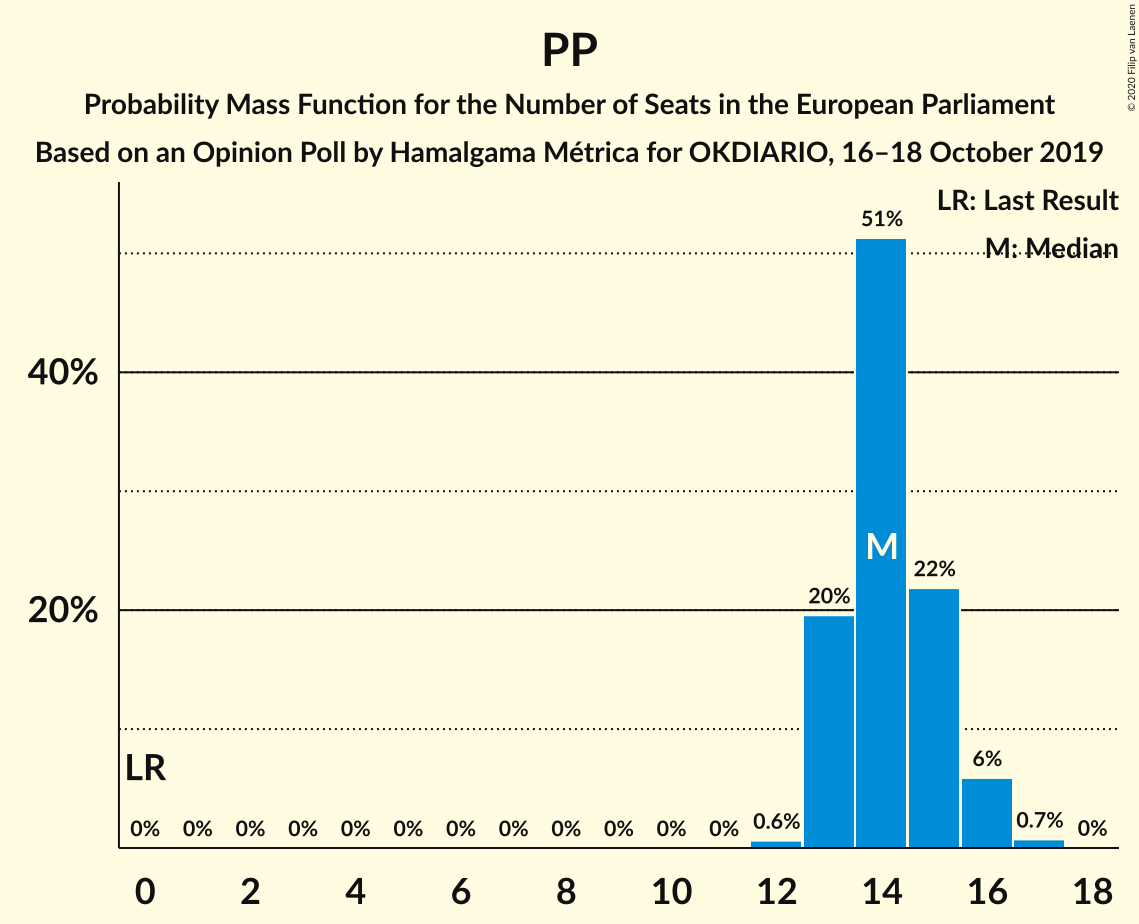 PP
Probability Mass Function for the Number of Seats in the European Parliament
Based on an Opinion Poll by Hamalgama Métrica for OKDIARIO, 16–18 October 2019
© 2020 Filip van Laenen
LR: Last Result
M: Median
51%
40%
M
22%
20%
20%
LR
6%
0% 0% 0% 0% 0% 0% 0% 0% 0% 0% 0% 0% 0.6% 0.7% 0%
0 2 4 6 8 10 12 14 16 18